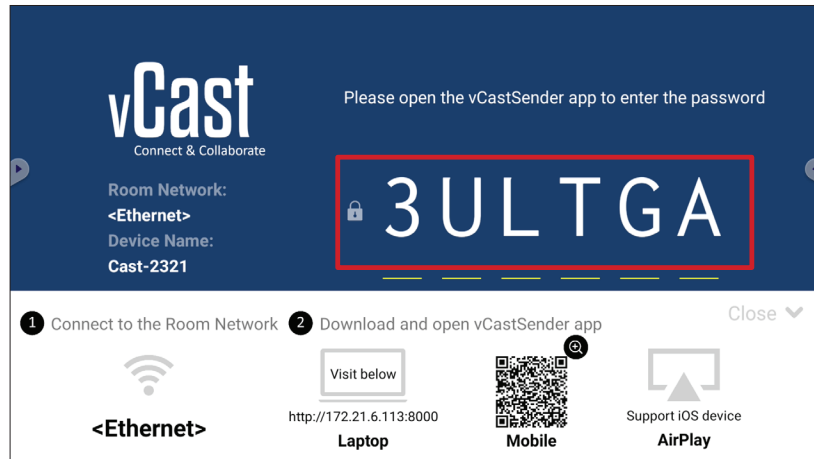 vCast
Connect & Collaborate
Please open the vCastSender app to enter the password
Room Network:
<Ethernet>
Device Name:
Cast-2321
3ULTGA
Close
1 Connect to the Room Network
2 Download and open vCastSender app
<Ethernet>
Visit below
http://172.21.6.113:8000
Laptop
Mobile
Support iOS device
AirPlay